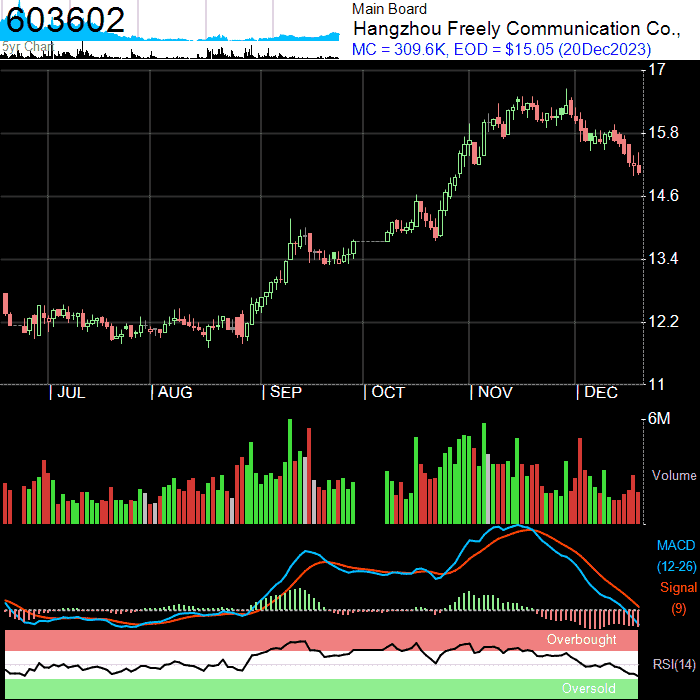 603602
5yr Chart
Main Board
Hangzhou Freely Communication Co.,
MC = 309.6K, EOD = $15.05 (20Dec2023)
17
15.8
14.6
13.4
12.2
11
JUL AUG SEP OCT NOV DEC
6M
Volume
MACD
(12-26)
Signal
(9)
Overbought
RSI(14)
Oversold